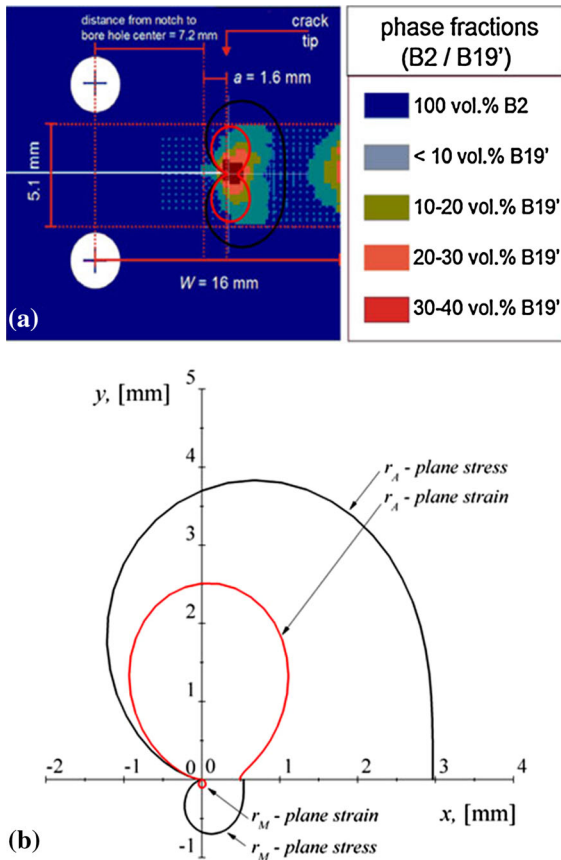 distance from notch to
bore hole center = 7.2 mm
crack
tip
a = 1.6 mm
5.1 mm
W = 16 mm
(a)
phase fractions
(B2 / B19')
100 vol.% B2
< 10 vol.% B19'
10-20 vol.% B19'
20-30 vol.% B19'
30-40 vol.% B19'
y, [mm]
5
4
3
2
1
-1
r_A - plane stress
r_A - plane strain
-2
-1
0
0
1
2
3
4
r_M - plane strain
x, [mm]
r_M - plane stress
(b)